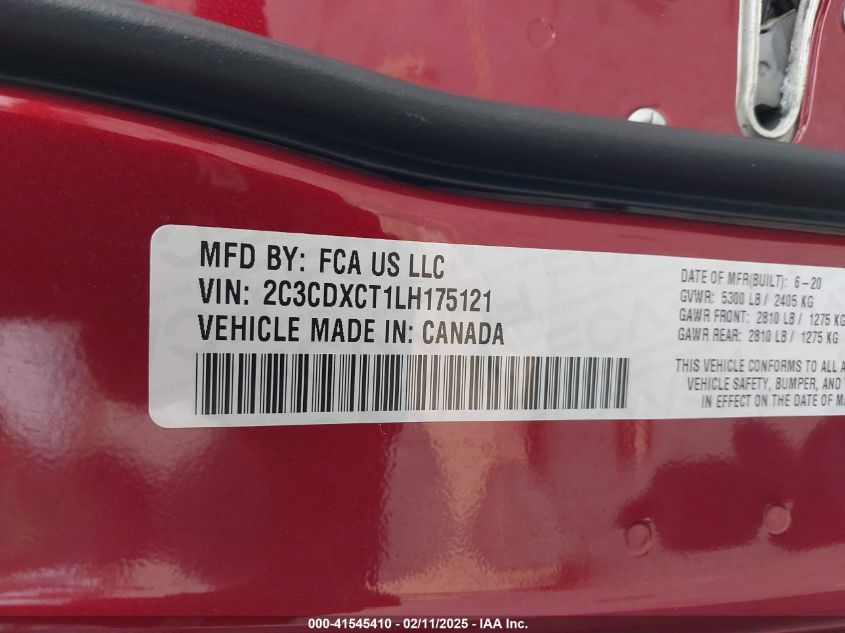 MFD BY: FCA US LLC
VIN: 2C3CDXCT1LH175121
VEHICLE MADE IN: CANADA
DATE OF MFR(BUILT): 6-20
GVWR: 5300 LB / 2405 KG
GAWR FRONT: 2810 LB / 1275 KG
GAWR REAR: 2810 LB / 1275 KG
THIS VEHICLE CONFORMS TO ALL A
VEHICLE SAFETY, BUMPER, AND
IN EFFECT ON THE DATE OF MA
000-41545410 - 02/11/2025 - IAA Inc.